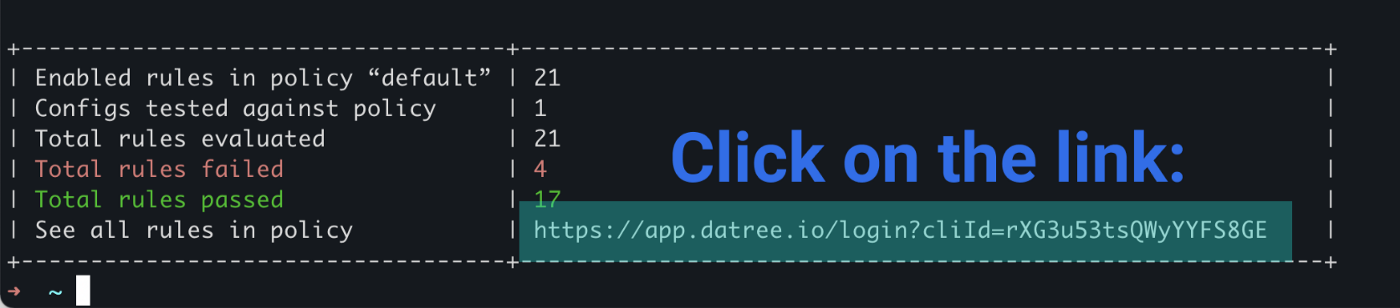 +------------------------------------+------------------------------------------------------------+
| Enabled rules in policy “default” | 21 |
| Configs tested against policy | 1 |
| Total rules evaluated | 21 |
Click on the link:
| Total rules failed | 4 |
| Total rules passed | 17 |
| See all rules in policy | https://app.datree.io/login?cliId=rXG3u53tsQWyYYFS8GE |
+------------------------------------+------------------------------------------------------------+
➜ ~